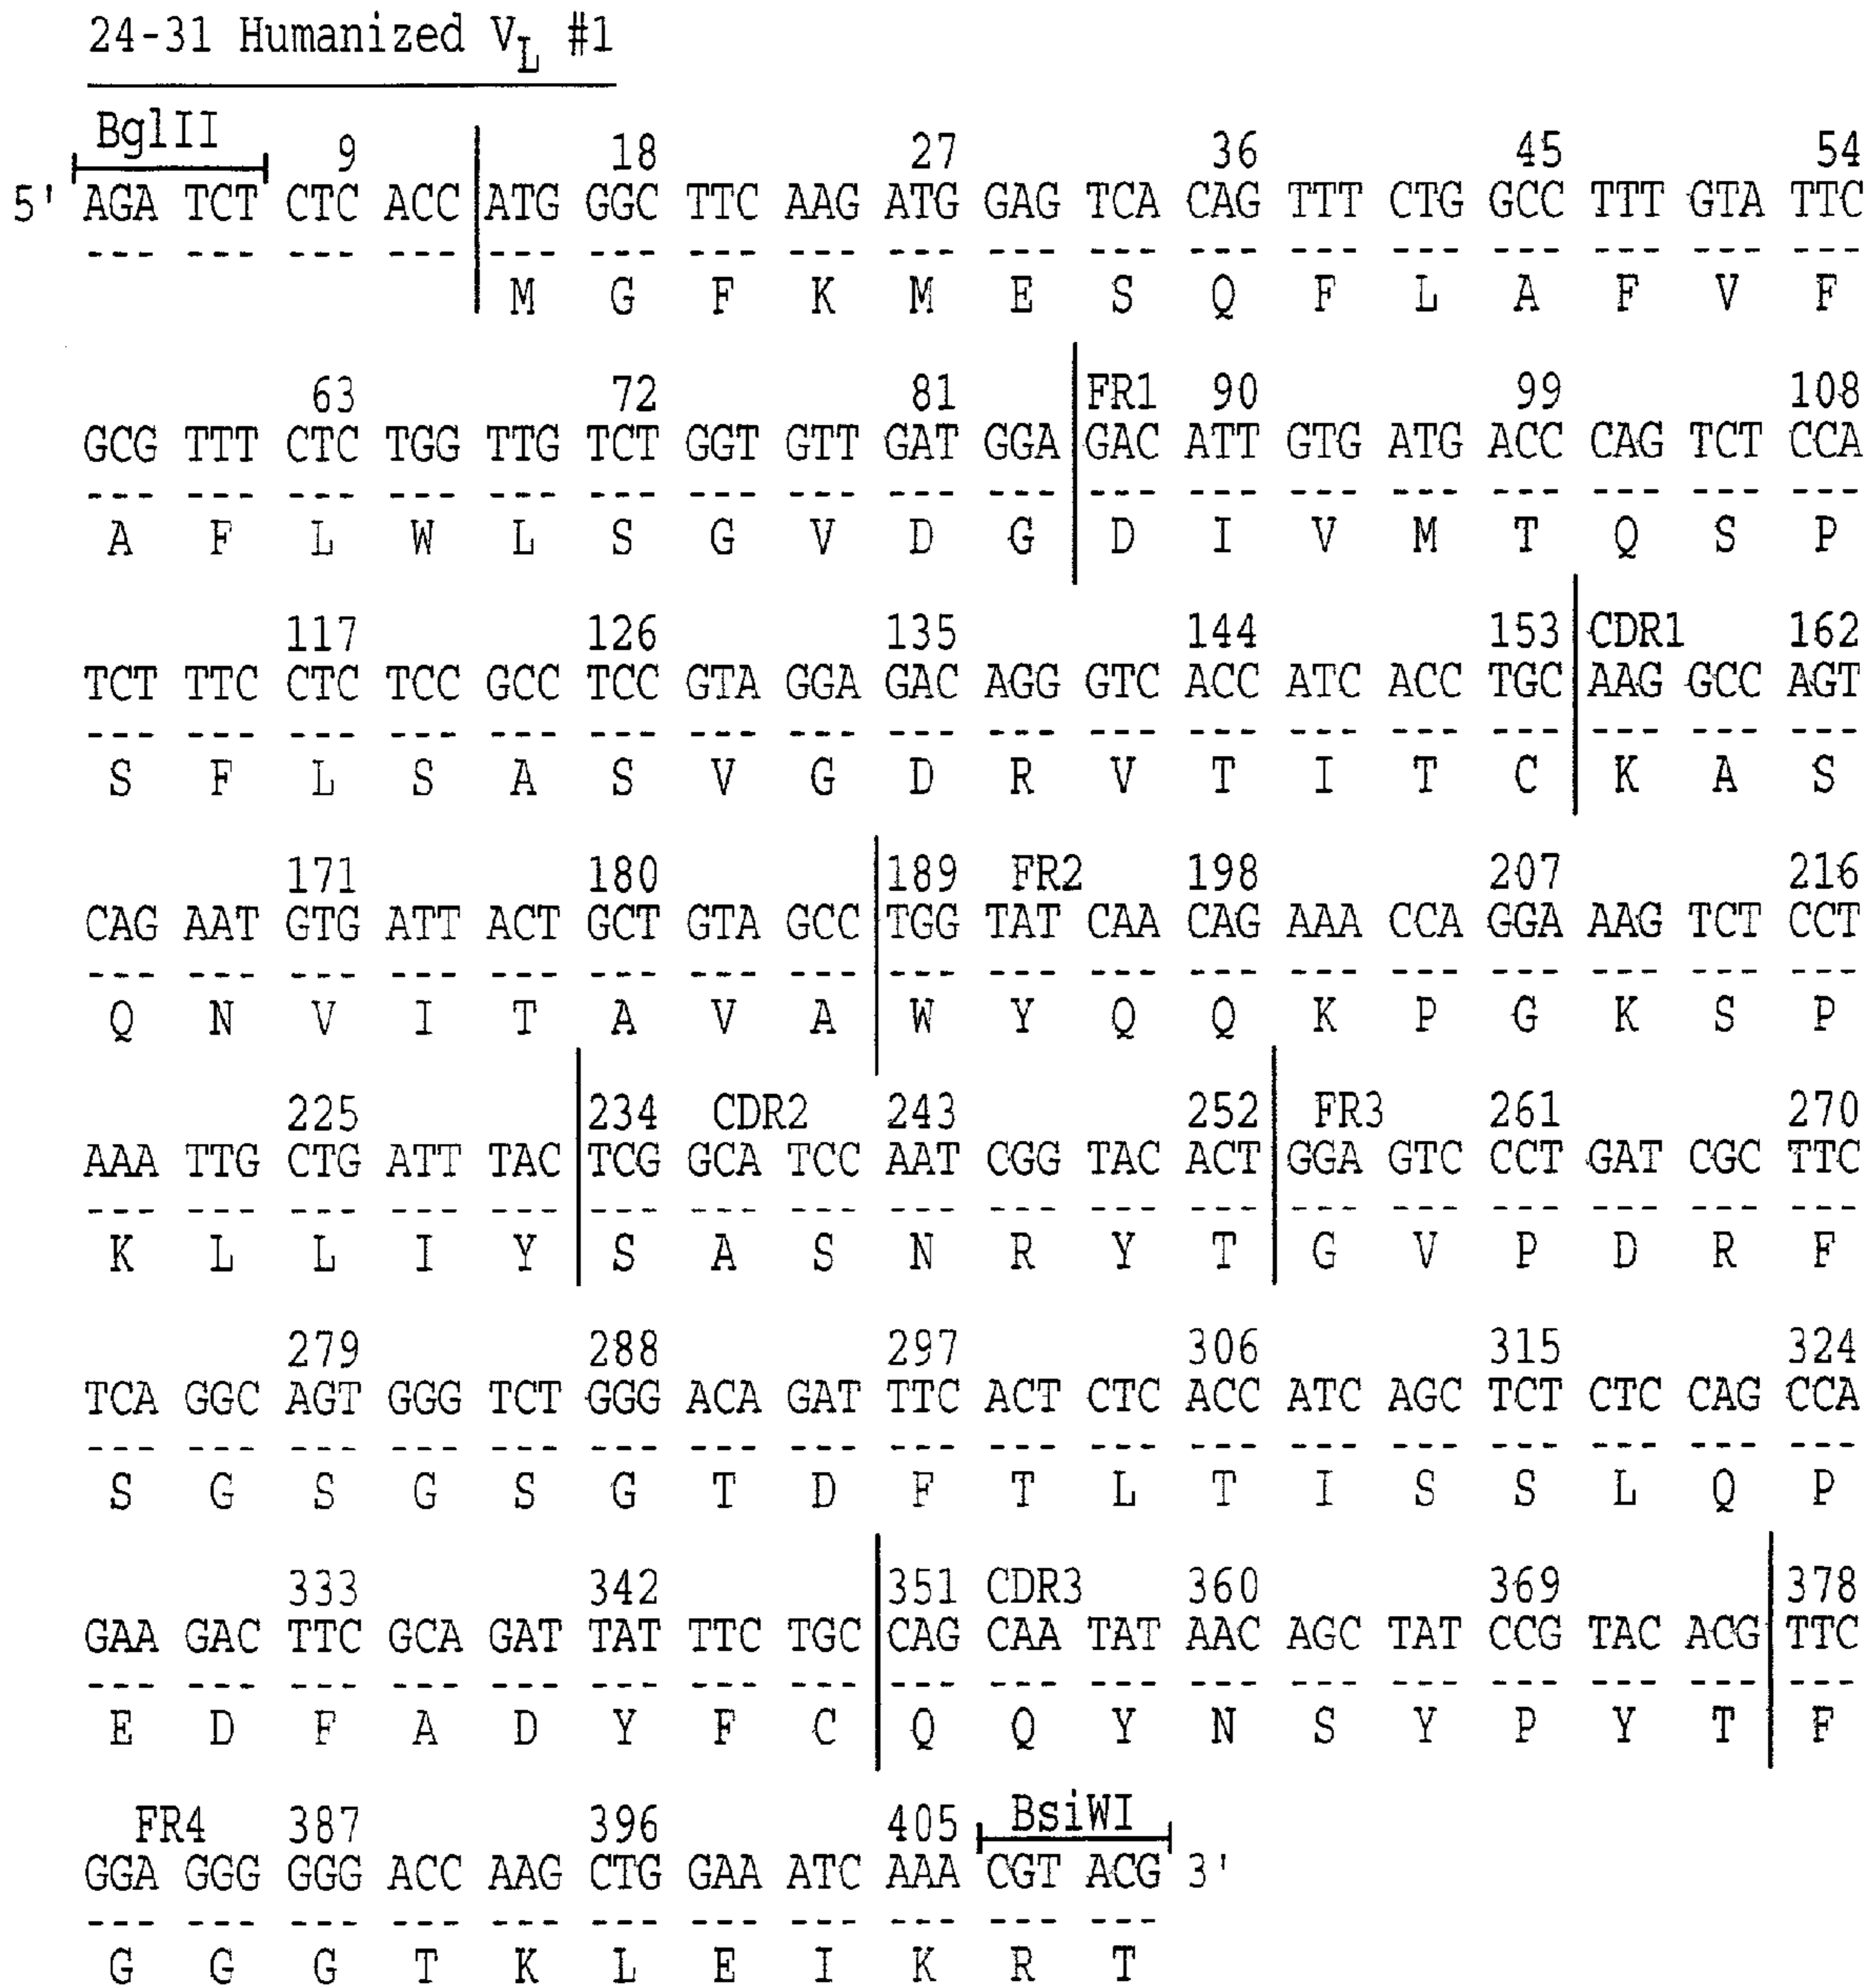 24-31 Humanized VL #1
BglII 9 18 27 36 45 54
5' AGA TCT CTC ACC ATG GGC TTC AAG ATG GAG TCA CAG TTT CTG GCC TTT GTA TTC
--- --- --- --- --- --- --- --- --- --- --- --- --- --- --- --- --- ---
M G F K M E S Q F L A F V F
63 72 81 FR1 90 99 108
GCG TTT CTC TGG TTG TCT GGT GTT GAT GGA GAC ATT GTG ATG ACC CAG TCT CCA
--- --- --- --- --- --- --- --- --- --- --- --- --- --- --- --- --- ---
A F L W L S G V D G D I V M T Q S P
117 126 135 144 153 CDR1 162
TCT TTC CTC TCC GCC TCC GTA GGA GAC AGG GTC ACC ATC ACC TGC AAG GCC AGT
--- --- --- --- --- --- --- --- --- --- --- --- --- --- --- --- --- ---
S F L S A S V G D R V T I T C K A S
171 180 189 FR2 198 207 216
CAG AAT GTG ATT ACT GCT GTA GCC TGG TAT CAA CAG AAA CCA GGA AAG TCT CCT
--- --- --- --- --- --- --- --- --- --- --- --- --- --- --- --- --- ---
Q N V I T A V A W Y Q Q K P G K S P
225 234 CDR2 243 252 FR3 261 270
AAA TTG CTG ATT TAC TCG GCA TCC AAT CGG TAC ACT GGA GTC CCT GAT CGC TTC
--- --- --- --- --- --- --- --- --- --- --- --- --- --- --- --- --- ---
K L L I Y S A S N R Y T G V P D R F
279 288 297 306 315 324
TCA GGC AGT GGG TCT GGG ACA GAT TTC ACT CTC ACC ATC AGC TCT CTC CAG CCA
--- --- --- --- --- --- --- --- --- --- --- --- --- --- --- --- --- ---
S G S G S G T D F T L T I S S L Q P
333 342 351 CDR3 360 369 378
GAA GAC TTC GCA GAT TAT TTC TGC CAG CAA TAT AAC AGC TAT CCG TAC ACG TTC
--- --- --- --- --- --- --- --- --- --- --- --- --- --- --- --- --- ---
E D F A D Y F C Q Q Y N S Y P Y T F
FR4 387 396 405 BsiWI
GGA GGG GGG ACC AAG CTG GAA ATC AAA CGT ACG 3'
--- --- --- --- --- --- --- --- --- --- ---
G G G T K L E I K R T